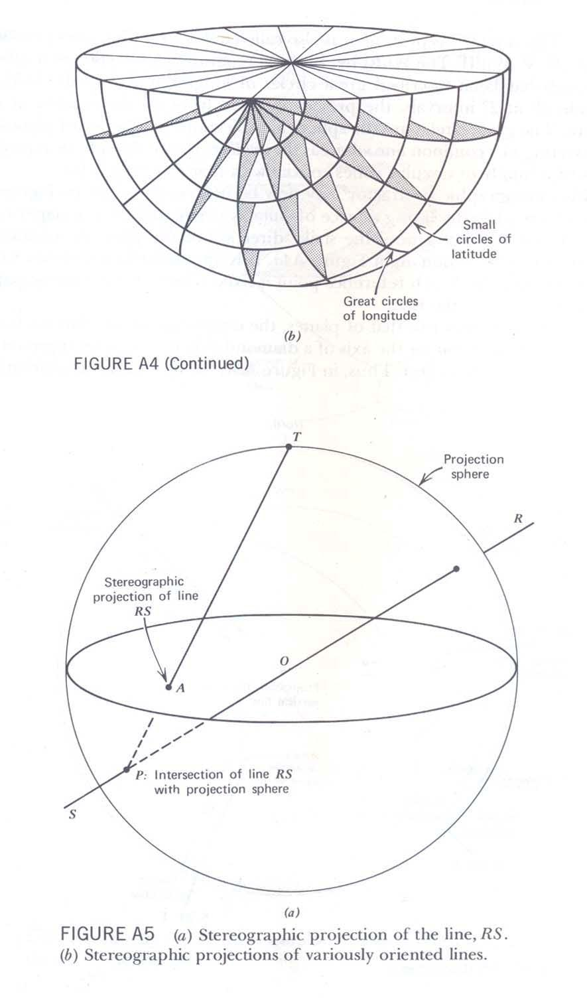 Small
circles of
latitude
Great circles
of longitude
(b)
FIGURE A4 (Continued)
T
Projection
sphere
R
Stereographic
projection of line
RS
O
A
P: Intersection of line RS
with projection sphere
S
(a)
FIGURE A5 (a) Stereographic projection of the line, RS.
(b) Stereographic projections of variously oriented lines.